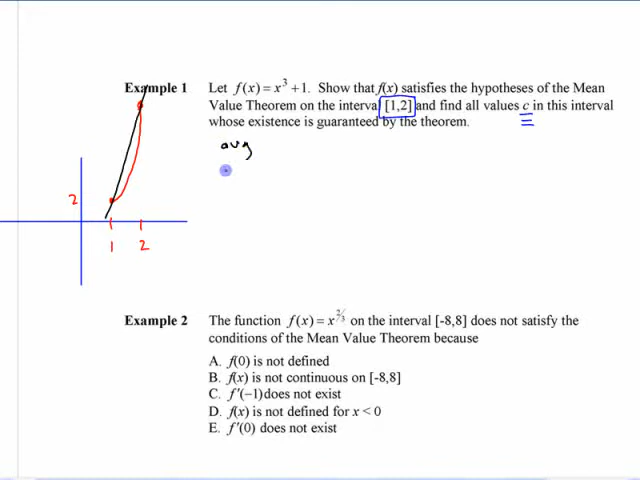 Example 1 Let f(x) = x³ + 1. Show that f(x) satisfies the hypotheses of the Mean
Value Theorem on the interval [1,2] and find all values c in this interval
whose existence is guaranteed by the theorem.
avg
2
1 2
Example 2 The function f(x) = x^(2/3) on the interval [-8,8] does not satisfy the
conditions of the Mean Value Theorem because
A. f(0) is not defined
B. f(x) is not continuous on [-8,8]
C. f′(−1) does not exist
D. f(x) is not defined for x < 0
E. f′(0) does not exist